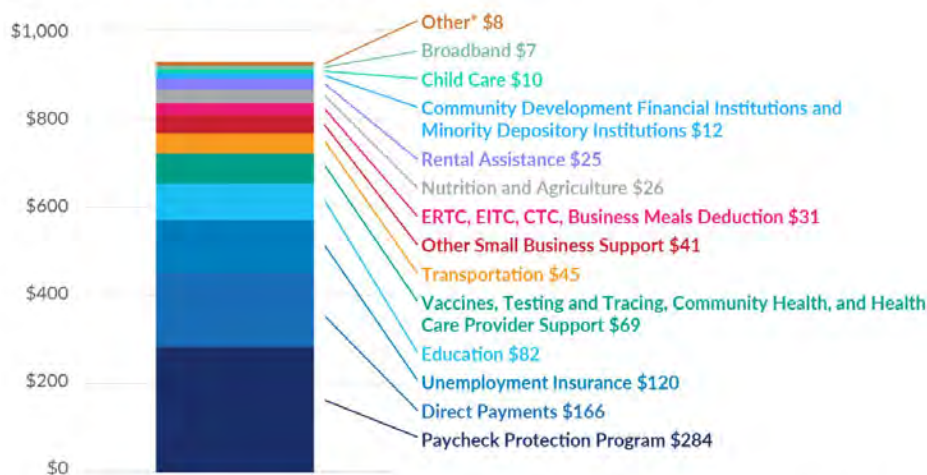 $1,000
$800
$600
$400
$200
$0
Other* $8
Broadband $7
Child Care $10
Community Development Financial Institutions and
Minority Depository Institutions $12
Rental Assistance $25
Nutrition and Agriculture $26
ERTC, EITC, CTC, Business Meals Deduction $31
Other Small Business Support $41
Transportation $45
Vaccines, Testing and Tracing, Community Health, and Health
Care Provider Support $69
Education $82
Unemployment Insurance $120
Direct Payments $166
Paycheck Protection Program $284